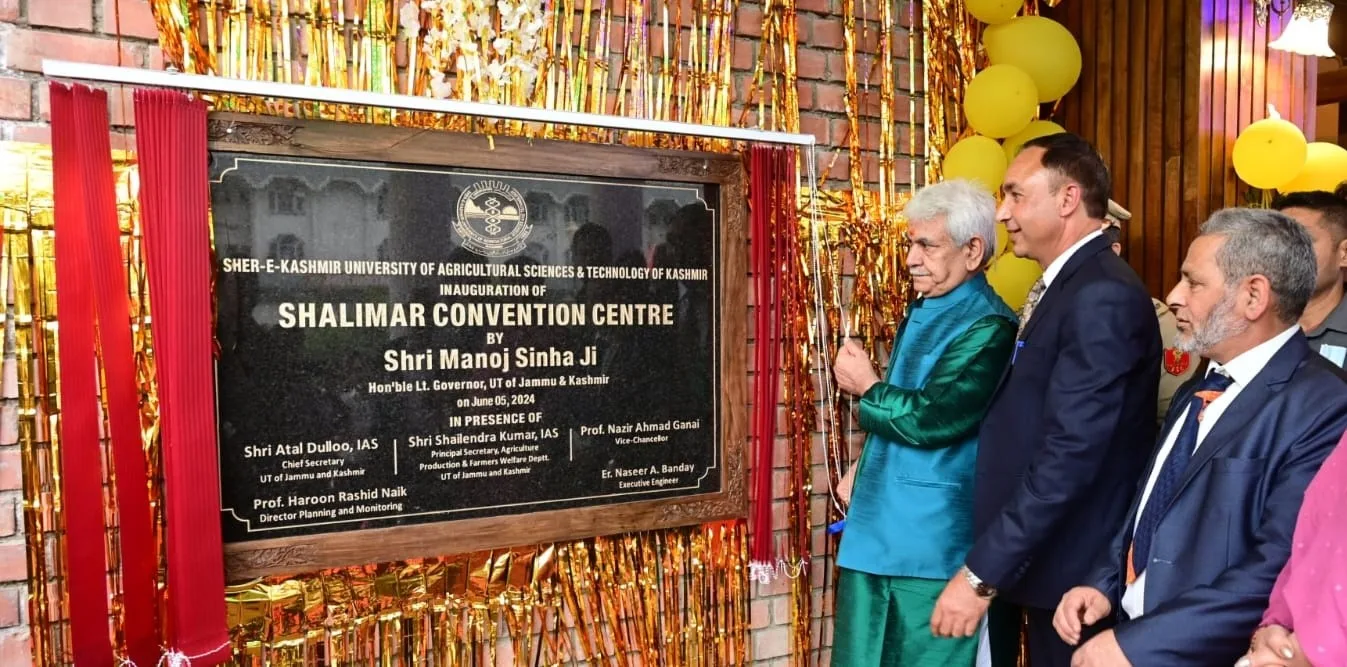 SHER-E-KASHMIR UNIVERSITY OF AGRICULTURAL SCIENCES & TECHNOLOGY OF KASHMIR
INAUGURATION OF
SHALIMAR CONVENTION CENTRE
BY
Shri Manoj Sinha Ji
Hon'ble Lt. Governor, UT of Jammu & Kashmir
on June 05, 2024
IN PRESENCE OF
Shri Atal Dulloo, IAS
Chief Secretary
UT of Jammu and Kashmir
Shri Shailendra Kumar, IAS
Principal Secretary, Agriculture
Production & Farmers Welfare Deptt.
UT of Jammu and Kashmir
Prof. Nazir Ahmad Ganai
Vice-Chancellor
Prof. Haroon Rashid Naik
Director Planning and Monitoring
Er. Naseer A. Banday
Executive Engineer